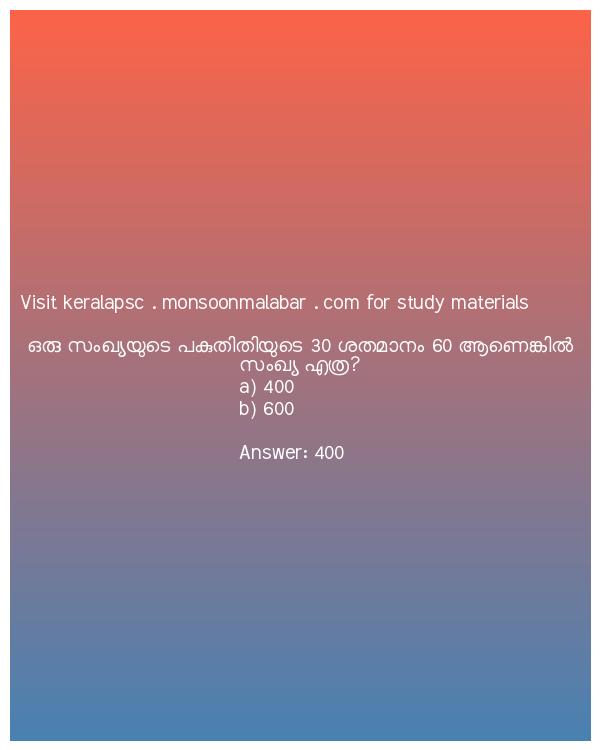 Visit keralapsc . monsoonmalabar . com for study materials
ഒരു സംഖ്യയുടെ പകുതിതിയുടെ 30 ശതമാനം 60 ആണെങ്കിൽ
സംഖ്യ എത്ര?
a) 400
b) 600
Answer: 400